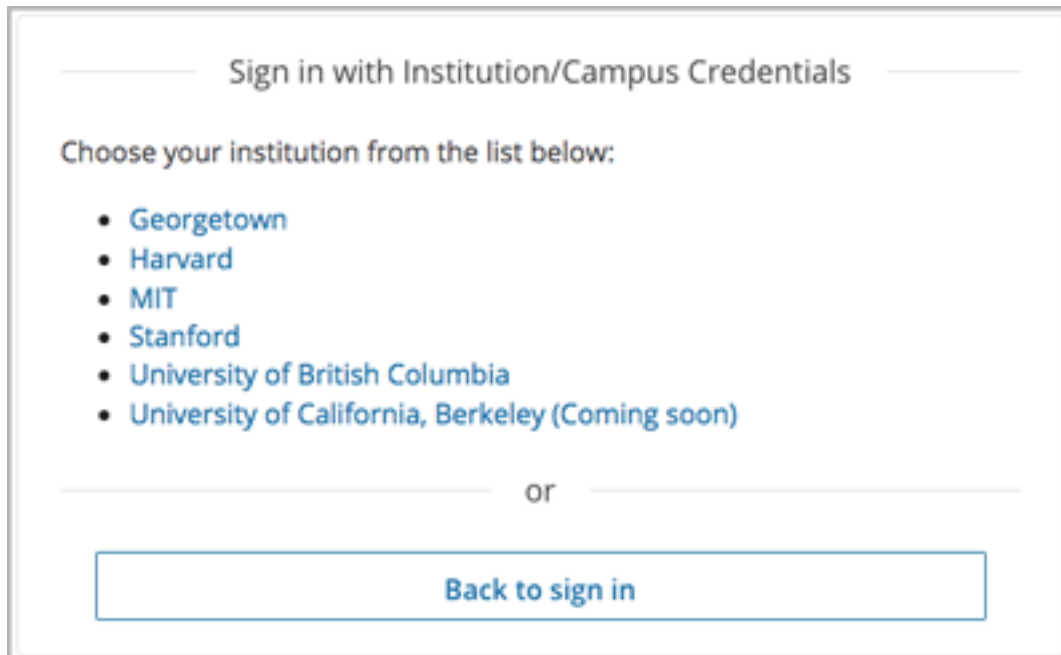 Sign in with Institution/Campus Credentials
Choose your institution from the list below:
Georgetown
Harvard
MIT
Stanford
University of British Columbia
University of California, Berkeley (Coming soon)
or
Back to sign in